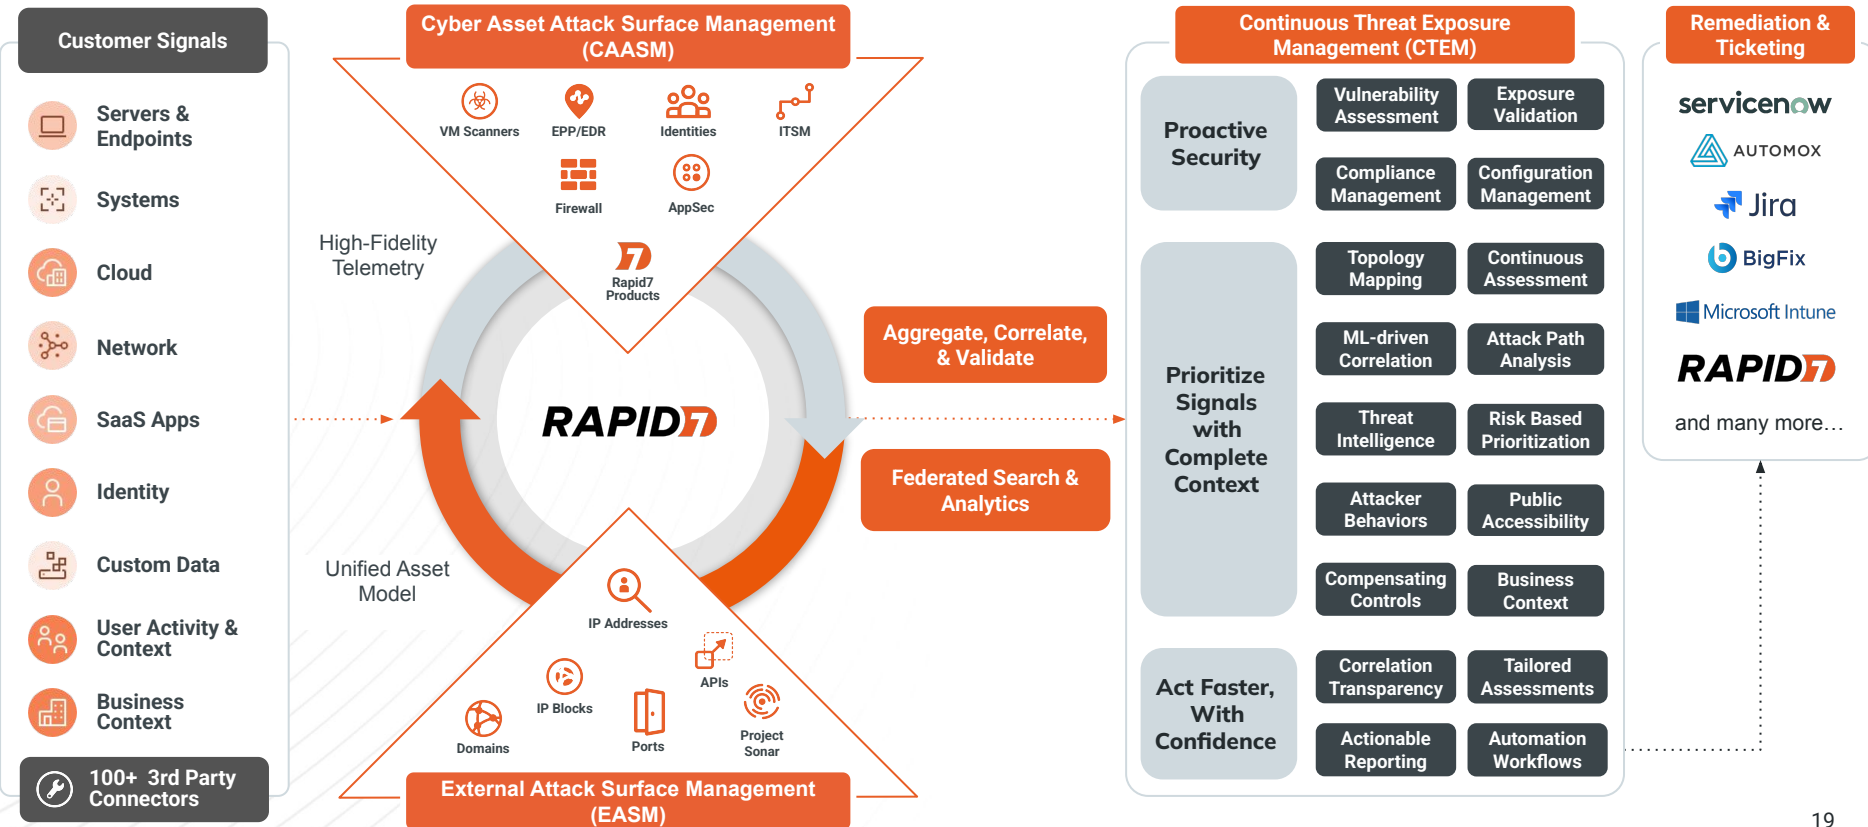 Customer Signals
Servers &
Endpoints
Systems
Cloud
Network
SaaS Apps
Identity
Custom Data
User Activity &
Context
Business
Context
100+ 3rd Party
Connectors
Cyber Asset Attack Surface Management
(CAASM)
VM Scanners
EPP/EDR
Identities
ITSM
Firewall
AppSec
Rapid7
Products
High-Fidelity
Telemetry
RAPID7
Unified Asset
Model
IP Addresses
APIs
IP Blocks
Domains
Ports
Project
Sonar
External Attack Surface Management
(EASM)
Aggregate, Correlate,
& Validate
Federated Search &
Analytics
Continuous Threat Exposure
Management (CTEM)
Proactive
Security
Vulnerability
Assessment
Exposure
Validation
Compliance
Management
Configuration
Management
Prioritize
Signals
with
Complete
Context
Topology
Mapping
Continuous
Assessment
ML-driven
Correlation
Attack Path
Analysis
Threat
Intelligence
Risk Based
Prioritization
Attacker
Behaviors
Public
Accessibility
Compensating
Controls
Business
Context
Act Faster,
With
Confidence
Correlation
Transparency
Tailored
Assessments
Actionable
Reporting
Automation
Workflows
Remediation &
Ticketing
servicenow
AUTOMOX
Jira
BigFix
Microsoft Intune
RAPID7
and many more…
19